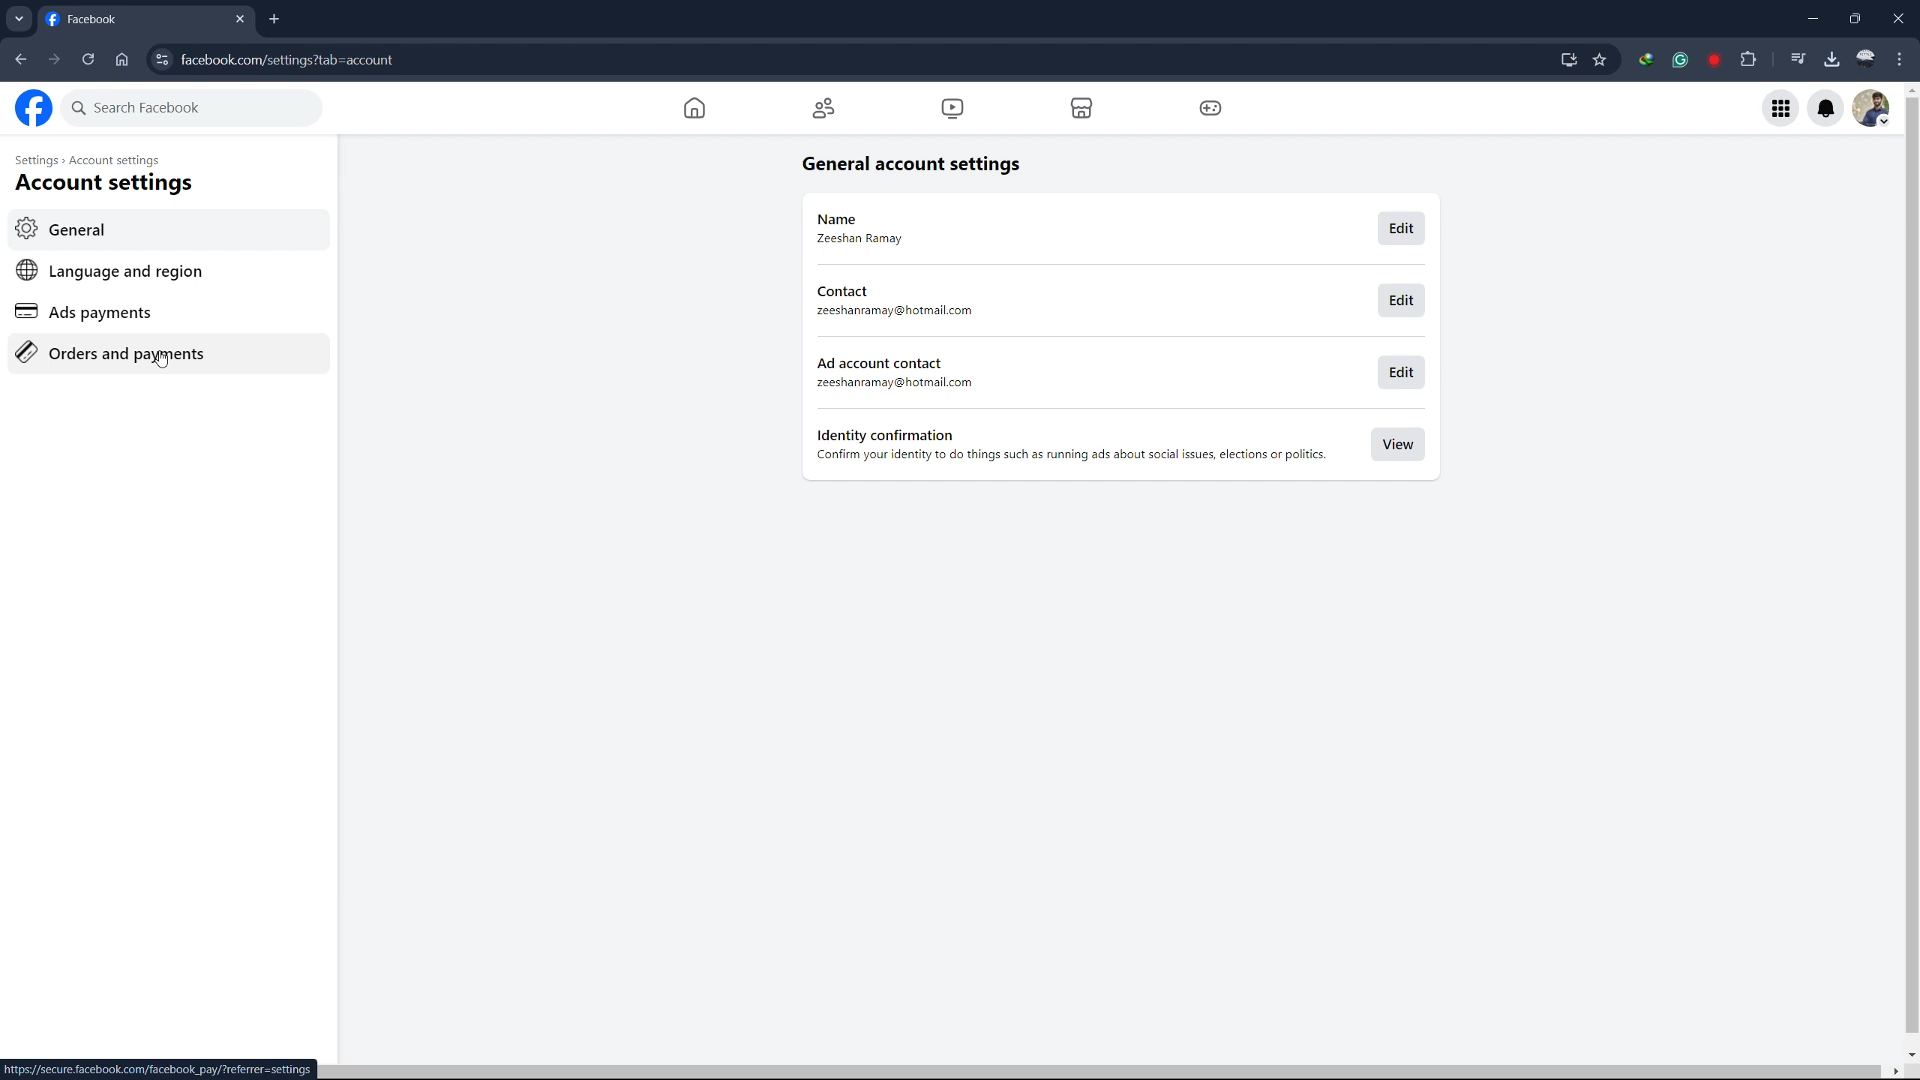 Facebook
facebook.com/settings?tab=account
Search Facebook
Settings › Account settings
Account settings
General
Language and region
Ads payments
Orders and payments
General account settings
Name
Zeeshan Ramay
Edit
Contact
zeeshanramay@hotmail.com
Edit
Ad account contact
zeeshanramay@hotmail.com
Edit
Identity confirmation
Confirm your identity to do things such as running ads about social issues, elections or politics.
View
https://secure.facebook.com/facebook_pay/?referrer=settings